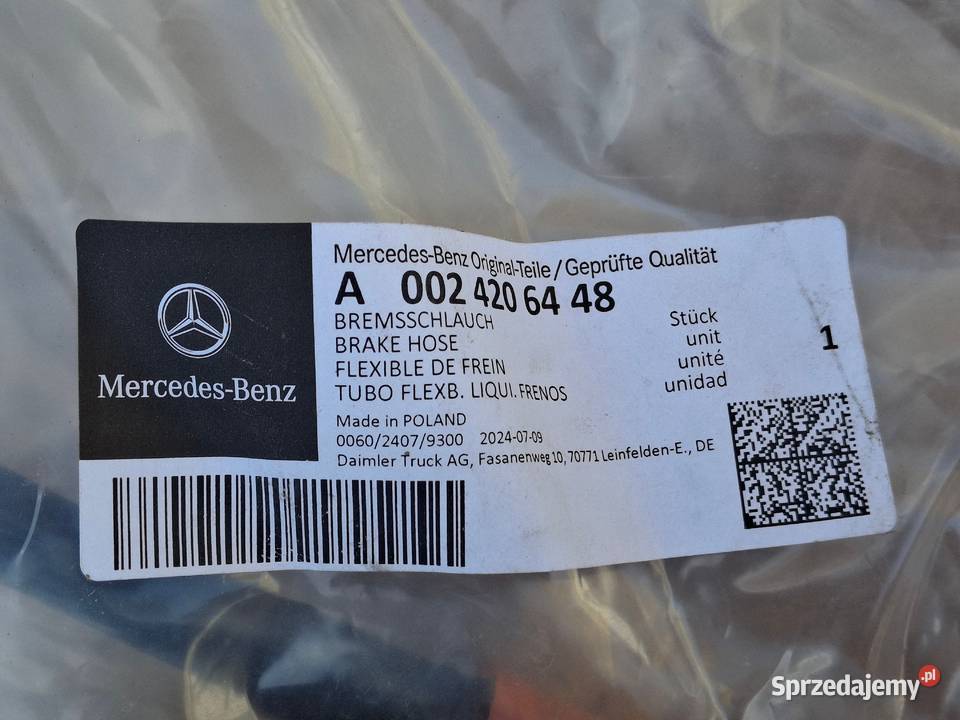 Mercedes-Benz
Mercedes-Benz Original-Teile/Geprüfte Qualität
A 002 420 64 48
BREMSSCHLAUCH
BRAKE HOSE
FLEXIBLE DE FREIN
TUBO FLEXB. LIQUI. FRENOS
Stück
unit
unité
unidad
1
Made in POLAND
0060/2407/9300 2024-07-09
Daimler Truck AG, Fasanenweg 10, 70771 Leinfelden-E., DE
Sprzedajemy.pl